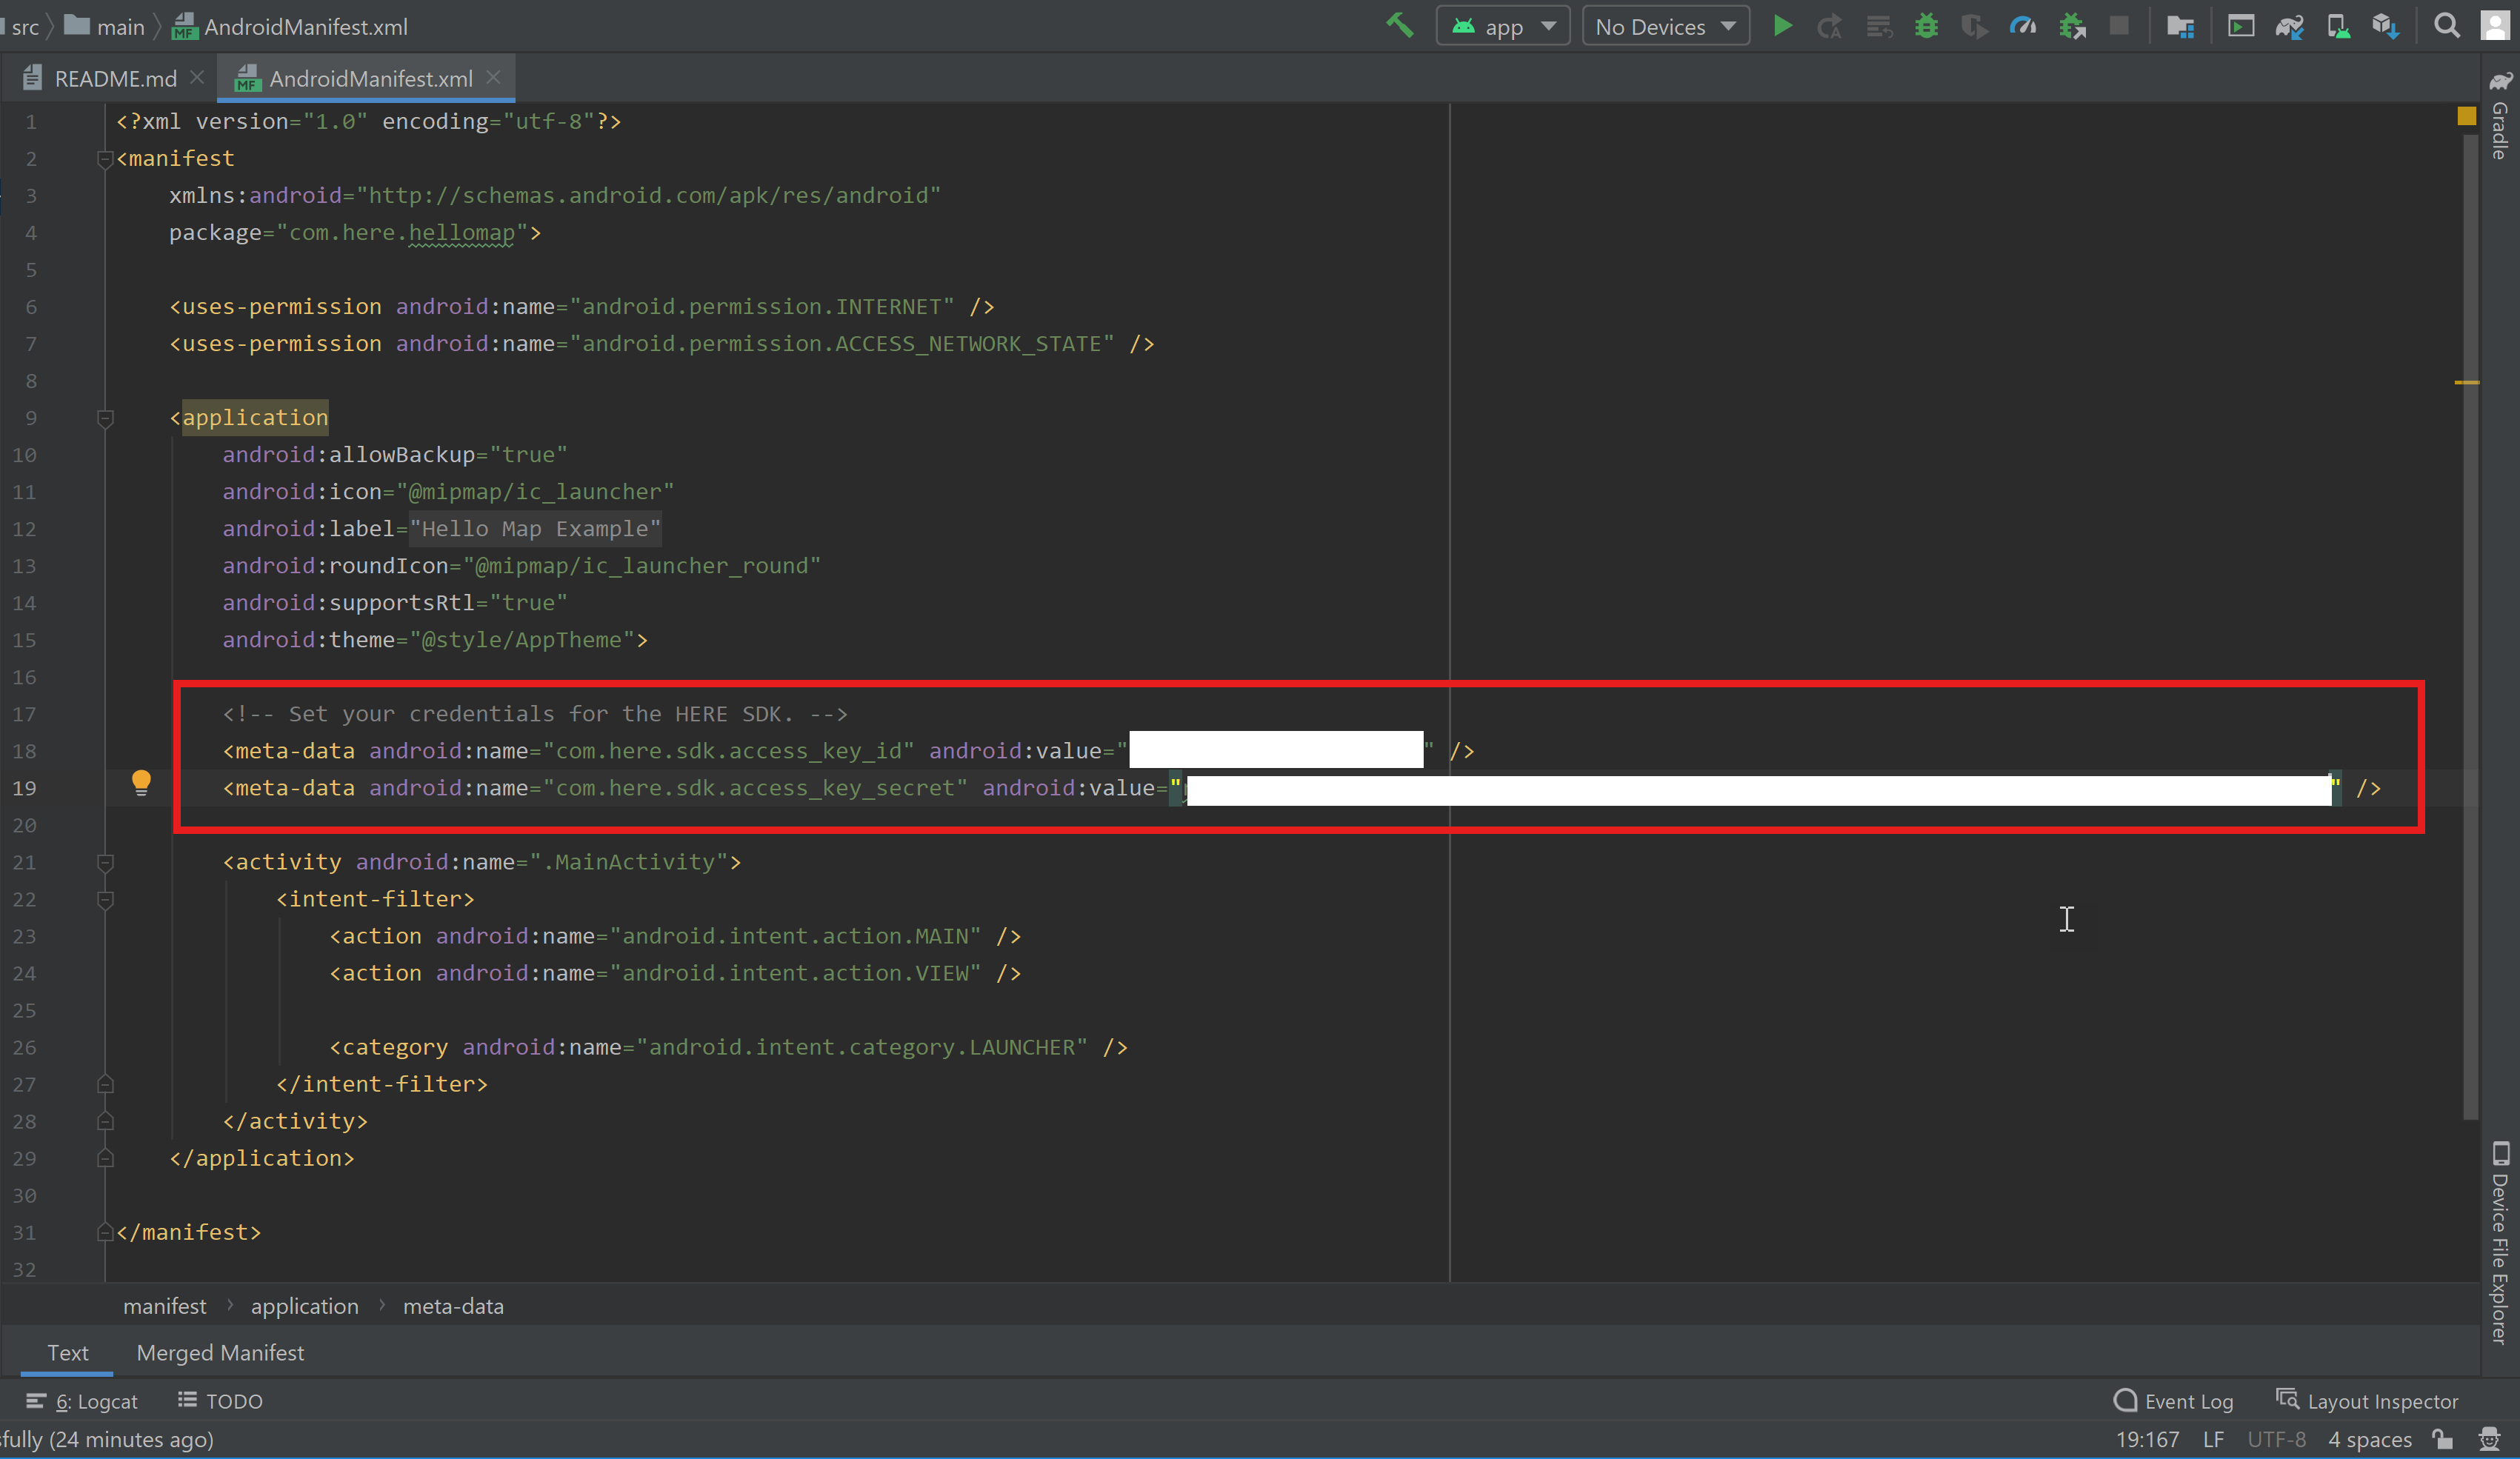 src main AndroidManifest.xml app No Devices
README.md AndroidManifest.xml
1 <?xml version="1.0" encoding="utf-8"?>
2 <manifest
3 xmlns:android="http://schemas.android.com/apk/res/android"
4 package="com.here.hellomap">
5
6 <uses-permission android:name="android.permission.INTERNET" />
7 <uses-permission android:name="android.permission.ACCESS_NETWORK_STATE" />
8
9 <application
10 android:allowBackup="true"
11 android:icon="@mipmap/ic_launcher"
12 android:label="Hello Map Example"
13 android:roundIcon="@mipmap/ic_launcher_round"
14 android:supportsRtl="true"
15 android:theme="@style/AppTheme">
16
17 <!-- Set your credentials for the HERE SDK. -->
18 <meta-data android:name="com.here.sdk.access_key_id" android:value="" />
19 <meta-data android:name="com.here.sdk.access_key_secret" android:value="" />
20
21 <activity android:name=".MainActivity">
22 <intent-filter>
23 <action android:name="android.intent.action.MAIN" />
24 <action android:name="android.intent.action.VIEW" />
25
26 <category android:name="android.intent.category.LAUNCHER" />
27 </intent-filter>
28 </activity>
29 </application>
30
31 </manifest>
32
manifest > application > meta-data
Text Merged Manifest
6: Logcat TODO Event Log Layout Inspector
sfully (24 minutes ago) 19:167 LF UTF-8 4 spaces
Gradle
Device File Explorer